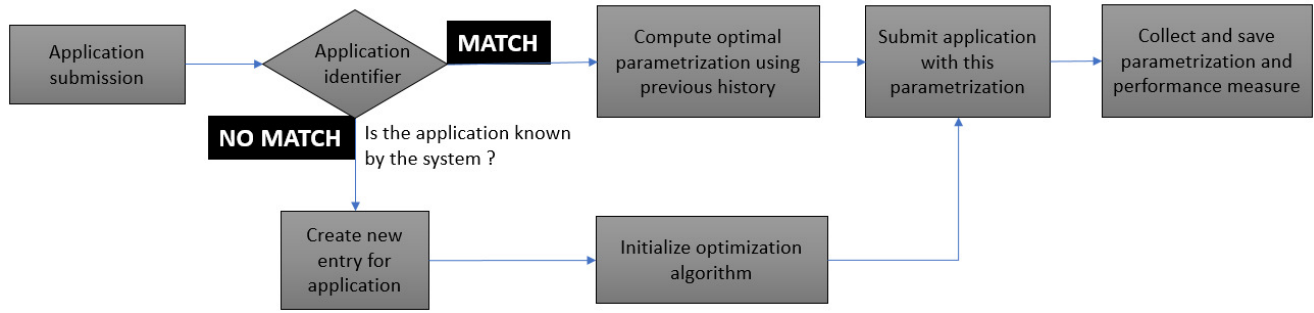 Application
submission
Application
identifier
MATCH
Compute optimal
parametrization using
previous history
Submit application
with this
parametrization
Collect and save
parametrization and
performance measure
NO MATCH
Is the application known
by the system ?
Create new
entry for
application
Initialize optimization
algorithm